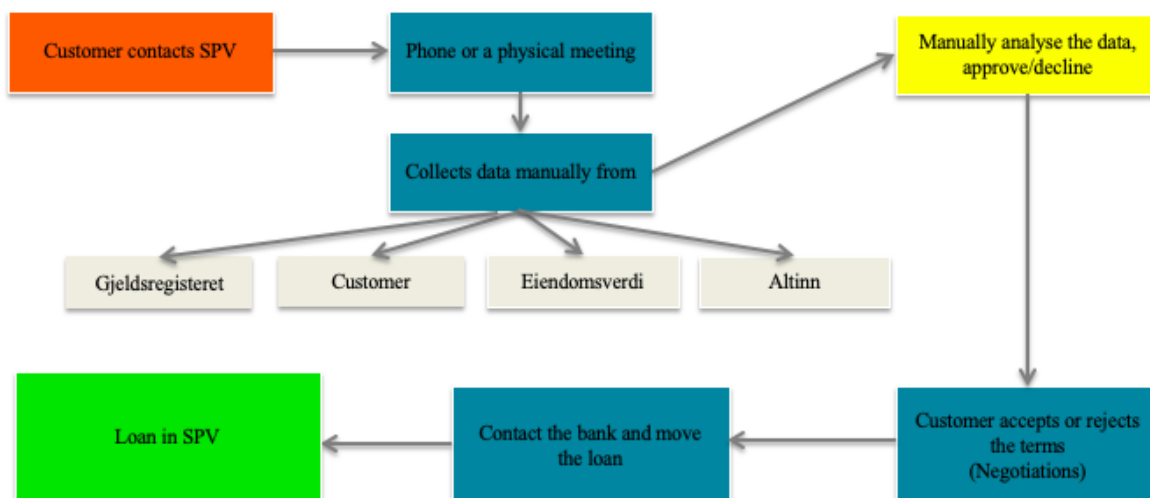 Customer contacts SPV
Phone or a physical meeting
Manually analyse the data,
approve/decline
Collects data manually from
Gjeldsregisteret
Customer
Eiendomsverdi
Altinn
Customer accepts or rejects
the terms
(Negotiations)
Contact the bank and move
the loan
Loan in SPV